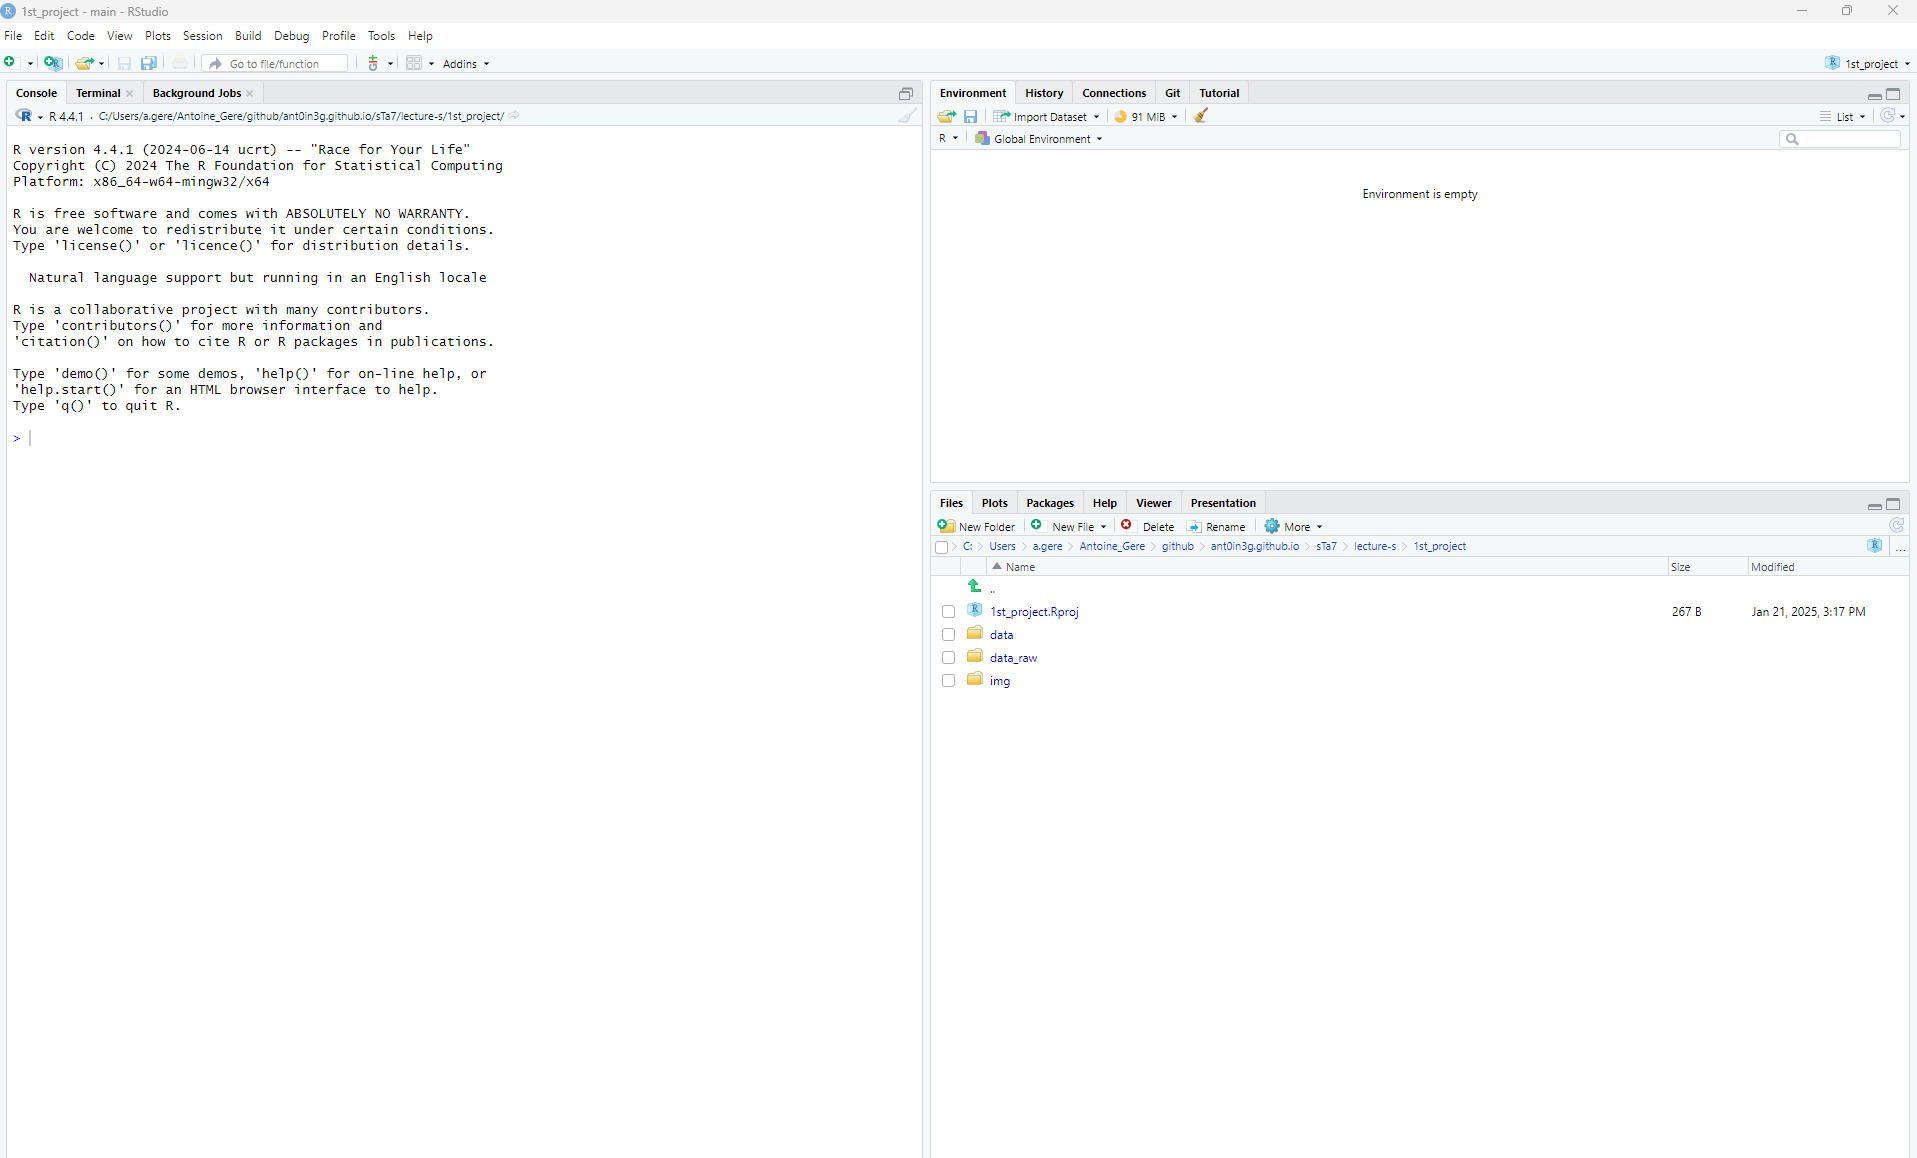 1st_project - main - RStudio
File Edit Code View Plots Session Build Debug Profile Tools Help
Go to file/function Addins 1st_project
Console Terminal Background Jobs
R 4.4.1 · C:/Users/a.gere/Antoine_Gere/github/ant0in3g.github.io/sTa7/lecture-s/1st_project/
R version 4.4.1 (2024-06-14 ucrt) -- "Race for Your Life"
Copyright (C) 2024 The R Foundation for Statistical Computing
Platform: x86_64-w64-mingw32/x64
R is free software and comes with ABSOLUTELY NO WARRANTY.
You are welcome to redistribute it under certain conditions.
Type 'license()' or 'licence()' for distribution details.
Natural language support but running in an English locale
R is a collaborative project with many contributors.
Type 'contributors()' for more information and
'citation()' on how to cite R or R packages in publications.
Type 'demo()' for some demos, 'help()' for on-line help, or
'help.start()' for an HTML browser interface to help.
Type 'q()' to quit R.
>
Environment History Connections Git Tutorial
Import Dataset 91 MiB List
R Global Environment
Environment is empty
Files Plots Packages Help Viewer Presentation
New Folder New File Delete Rename More
C: Users a.gere Antoine_Gere github ant0in3g.github.io sTa7 lecture-s 1st_project ...
Name Size Modified
..
1st_project.Rproj 267 B Jan 21, 2025, 3:17 PM
data
data_raw
img